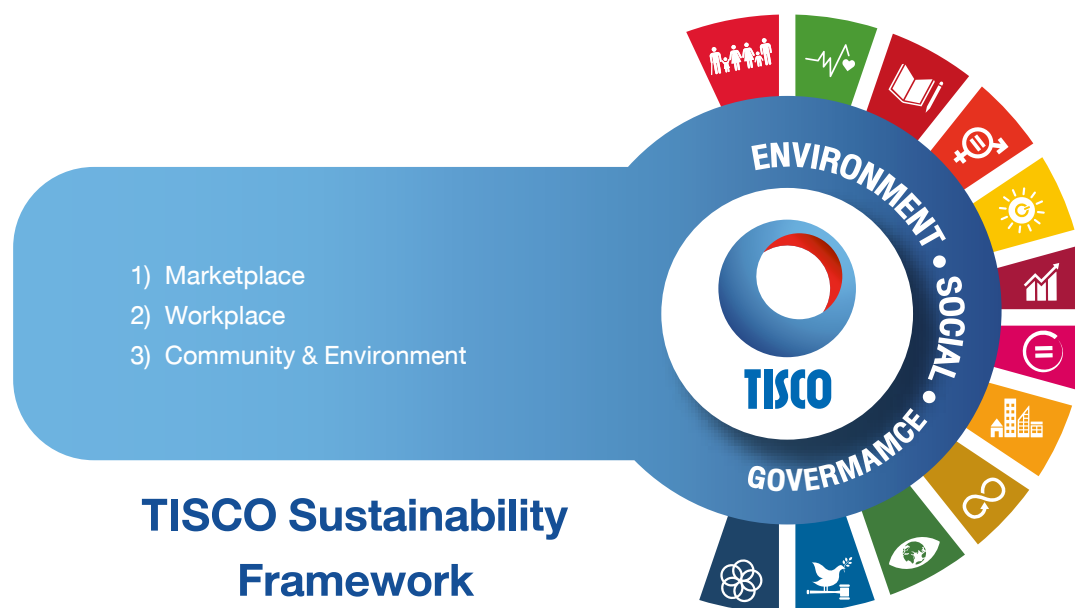 ENVIRONMENT • SOCIAL • GOVERMAMCE
1) Marketplace
2) Workplace
3) Community & Environment
TISCO
TISCO Sustainability
Framework